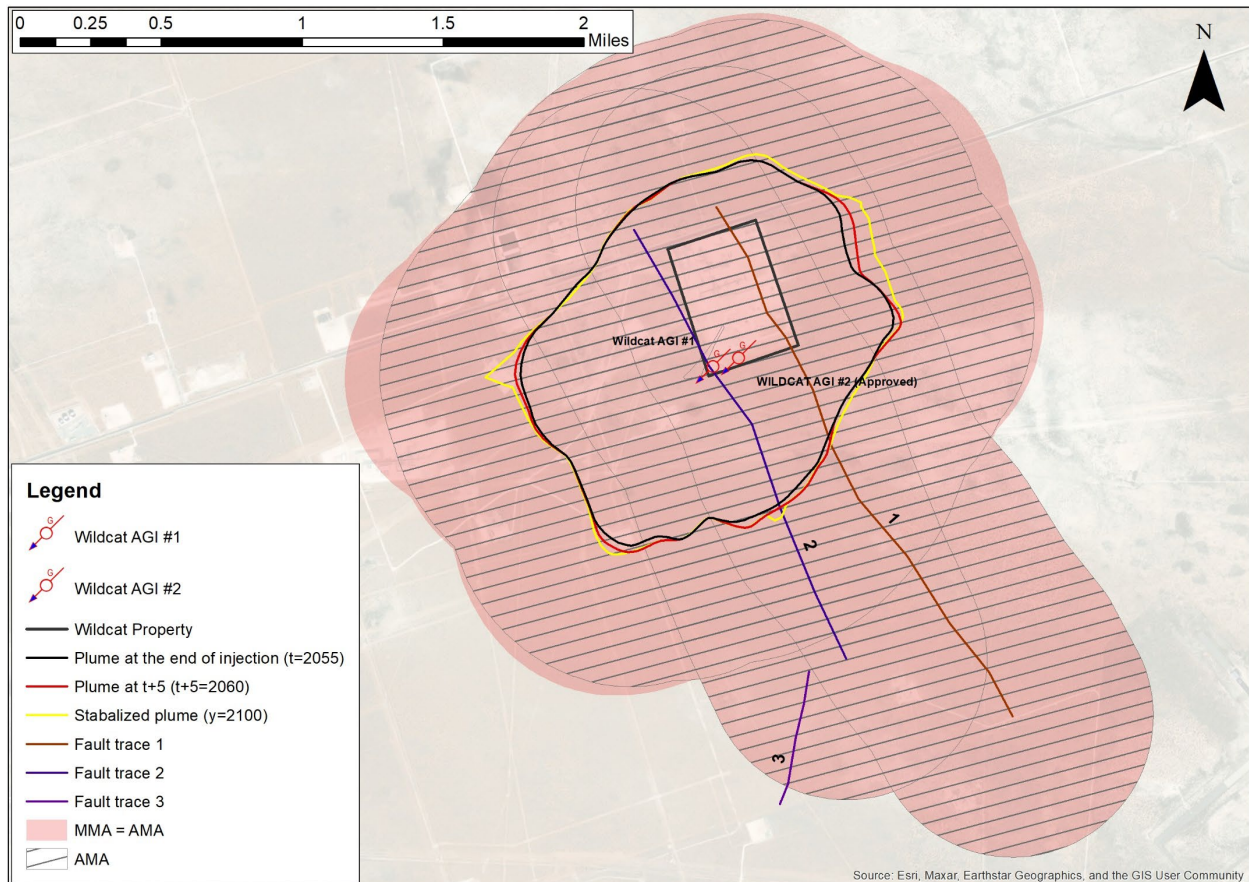 0 0.25 0.5 1 1.5 2
Miles
N
G
G
Wildcat AGI #1
WILDCAT AGI #2 (Approved)
1
2
3
Legend
G
Wildcat AGI #1
G
Wildcat AGI #2
Wildcat Property
Plume at the end of injection (t=2055)
Plume at t+5 (t+5=2060)
Stabalized plume (y=2100)
Fault trace 1
Fault trace 2
Fault trace 3
MMA = AMA
AMA
Source: Esri, Maxar, Earthstar Geographics, and the GIS User Community